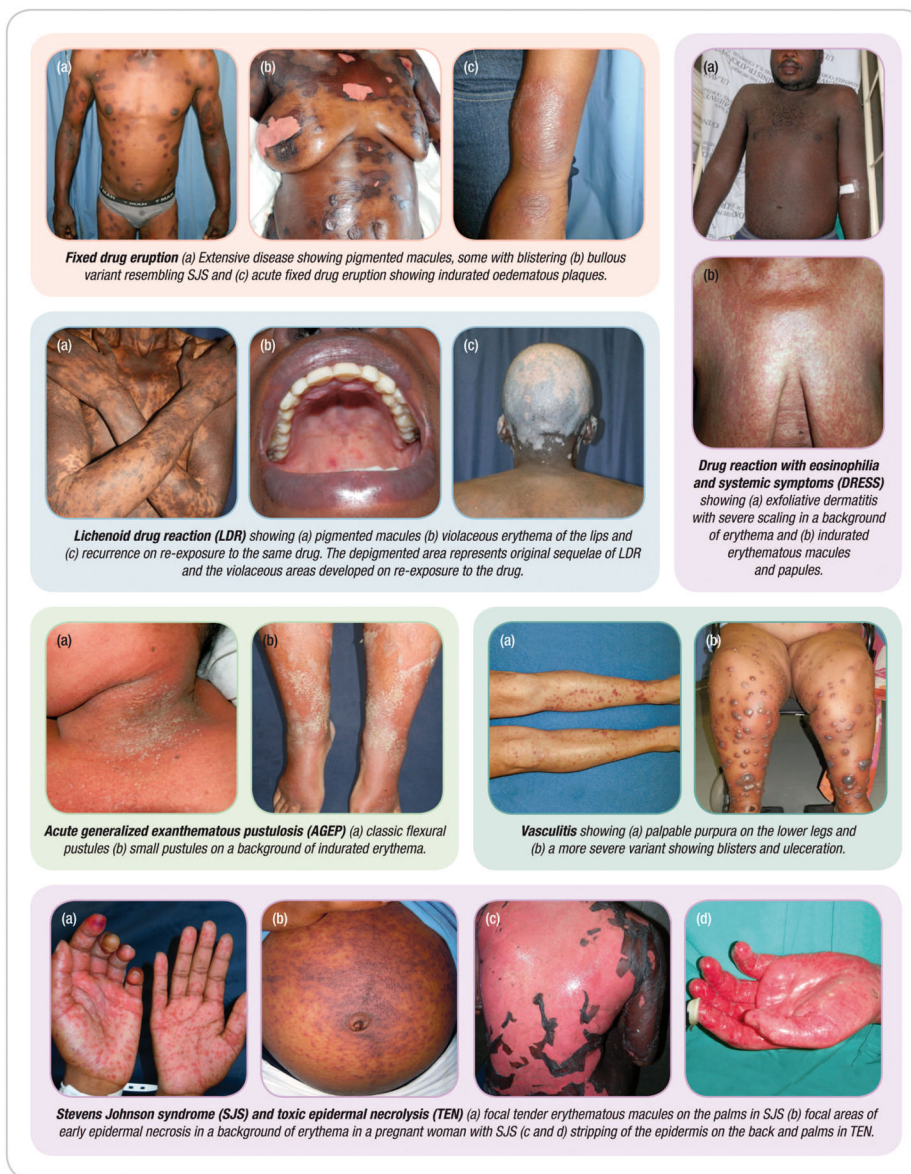 (a)
(b)
(c)
Fixed drug eruption (a) Extensive disease showing pigmented macules, some with blistering (b) bullous
variant resembling SJS and (c) acute fixed drug eruption showing indurated oedematous plaques.
(a)
(b)
(c)
Lichenoid drug reaction (LDR) showing (a) pigmented macules (b) violaceous erythema of the lips and
(c) recurrence on re-exposure to the same drug. The depigmented area represents original sequelae of LDR
and the violaceous areas developed on re-exposure to the drug.
(a)
(b)
Drug reaction with eosinophilia
and systemic symptoms (DRESS)
showing (a) exfoliative dermatitis
with severe scaling in a background
of erythema and (b) indurated
erythematous macules
and papules.
(a)
(b)
Acute generalized exanthematous pustulosis (AGEP) (a) classic flexural
pustules (b) small pustules on a background of indurated erythema.
(a)
(b)
Vasculitis showing (a) palpable purpura on the lower legs and
(b) a more severe variant showing blisters and uleceration.
(a)
(b)
(c)
(d)
Stevens Johnson syndrome (SJS) and toxic epidermal necrolysis (TEN) (a) focal tender erythematous macules on the palms in SJS (b) focal areas of
early epidermal necrosis in a background of erythema in a pregnant woman with SJS (c and d) stripping of the epidermis on the back and palms in TEN.